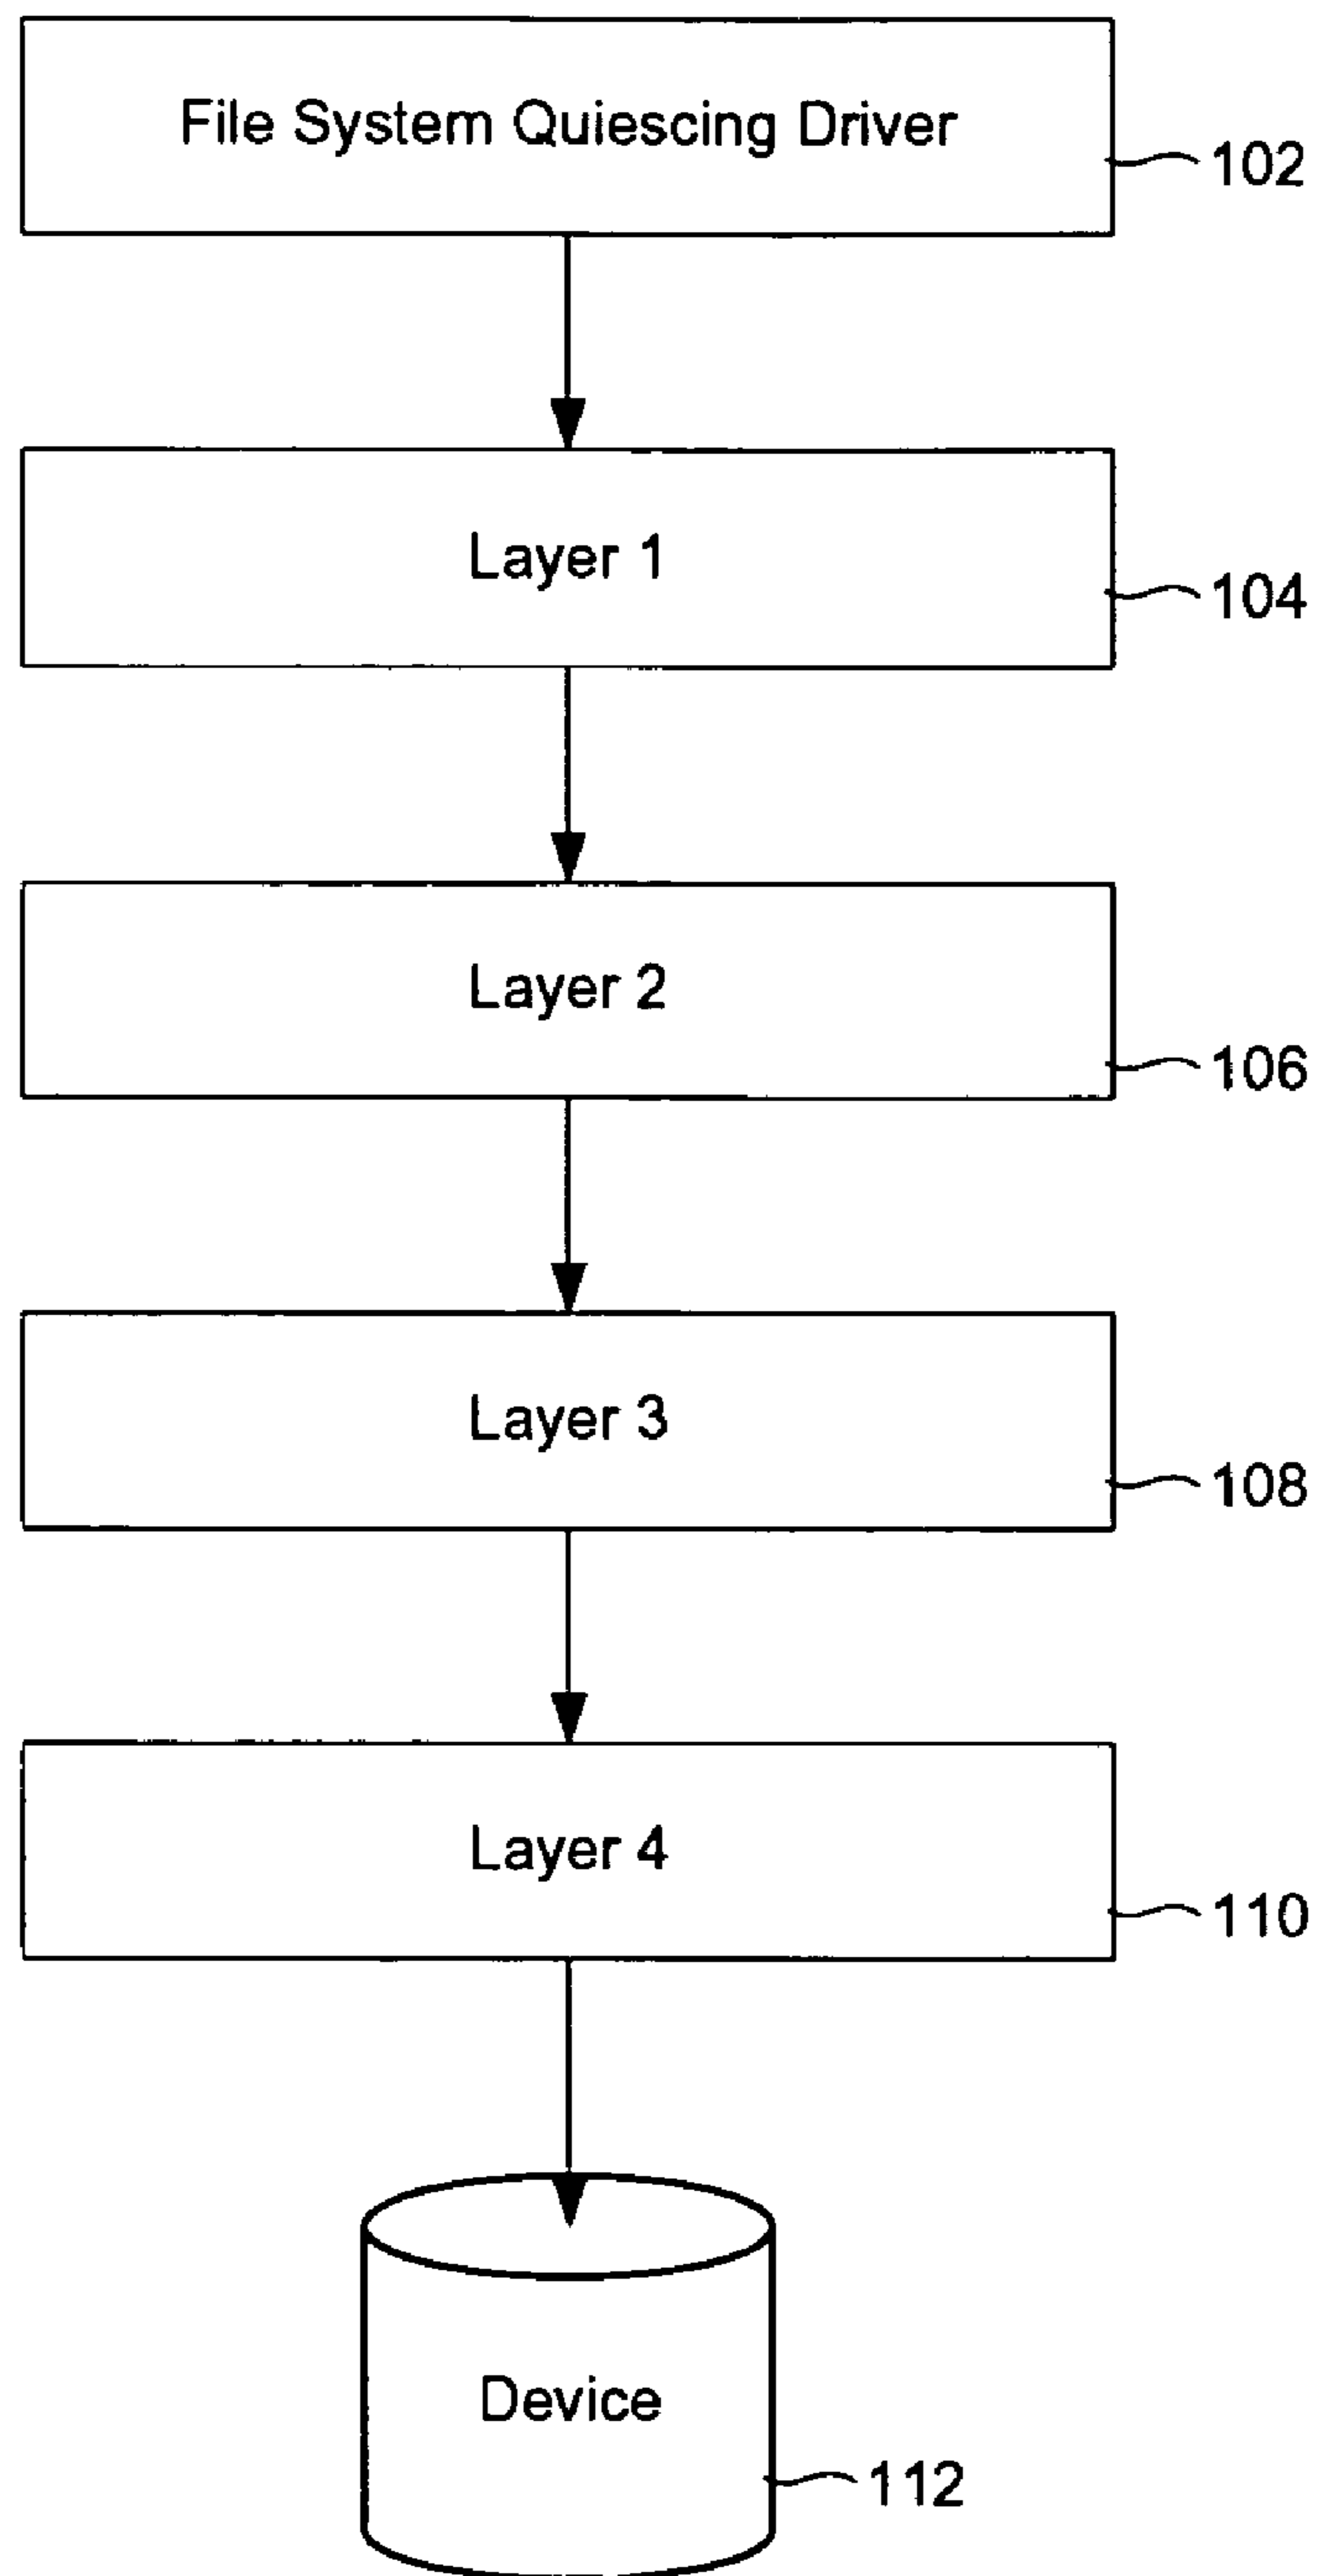 File System Quiescing Driver
102
Layer 1
104
Layer 2
106
Layer 3
108
Layer 4
110
Device
112